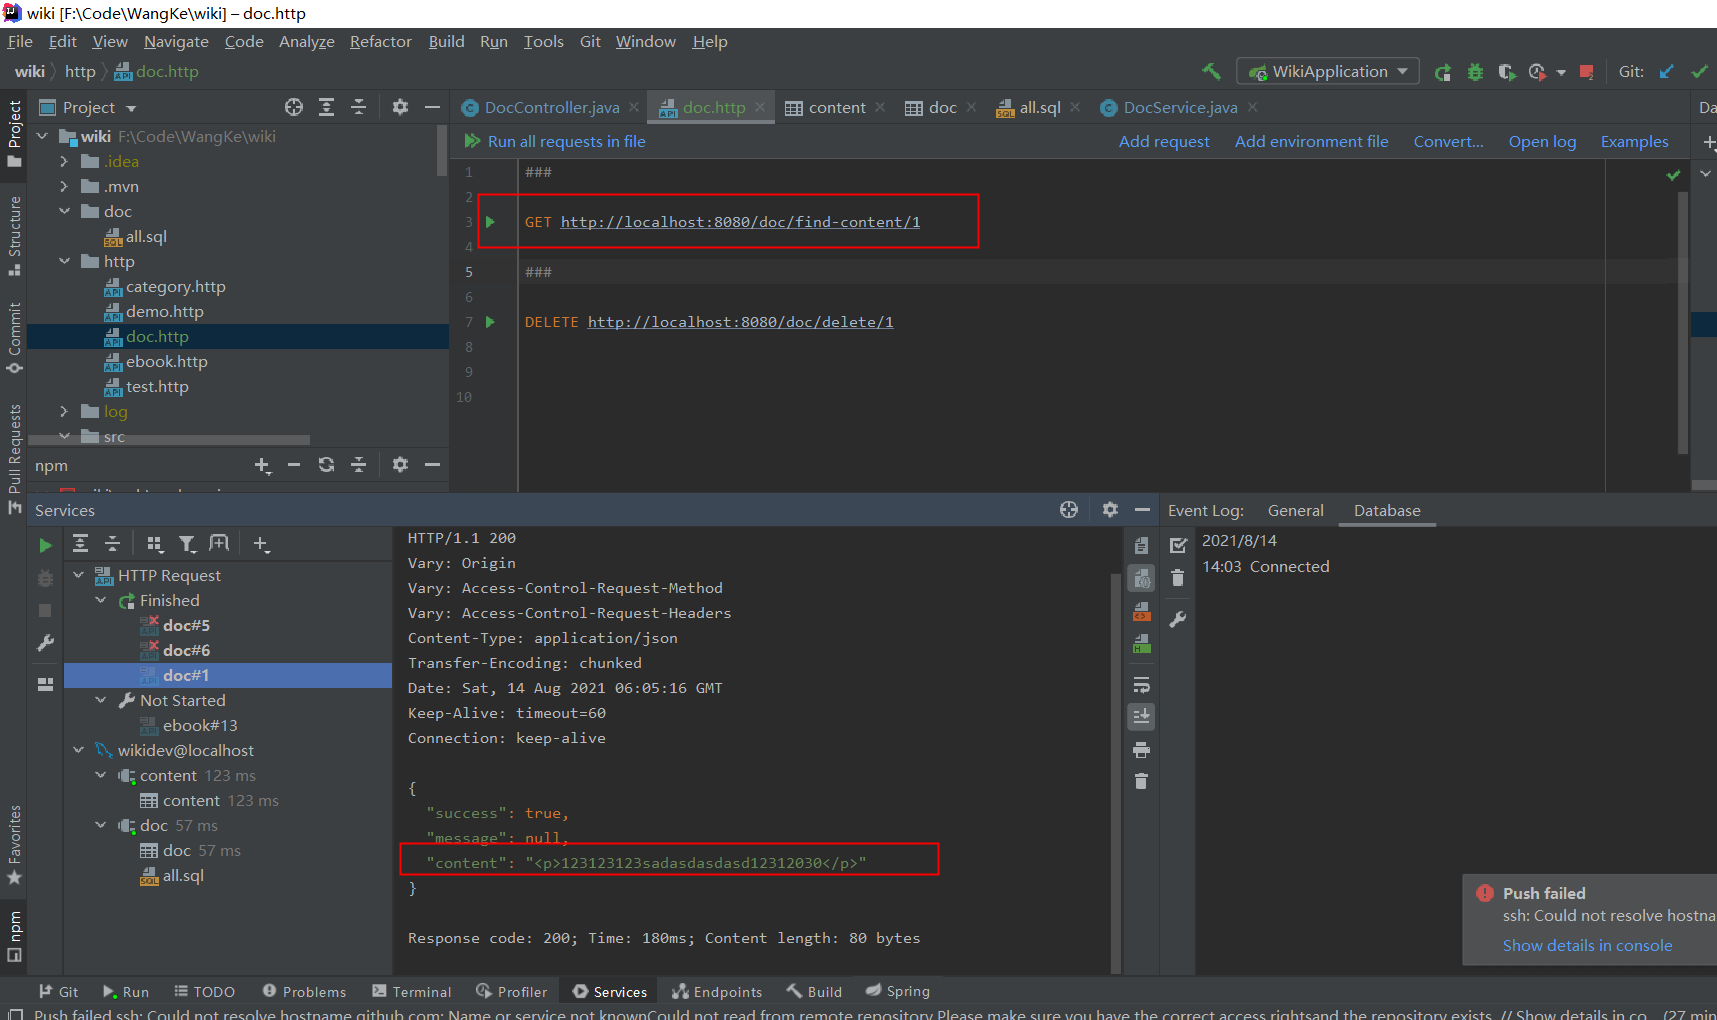 wiki [F:\Code\WangKe\wiki] – doc.http
File Edit View Navigate Code Analyze Refactor Build Run Tools Git Window Help
wiki http doc.http
WikiApplication
Git:
Project
DocController.java
doc.http
content
doc
all.sql
DocService.java
Da
Project
Structure
Commit
Pull Requests
Favorites
npm
wiki F:\Code\WangKe\wiki
.idea
.mvn
doc
all.sql
http
category.http
demo.http
doc.http
ebook.http
test.http
log
src
npm
Run all requests in file
Add request
Add environment file
Convert...
Open log
Examples
1 ###
2
3 GET http://localhost:8080/doc/find-content/1
4
5 ###
6
7 DELETE http://localhost:8080/doc/delete/1
8
9
10
Services
HTTP Request
Finished
doc#5
doc#6
doc#1
Not Started
ebook#13
wikidev@localhost
content 123 ms
content 123 ms
doc 57 ms
doc 57 ms
all.sql
HTTP/1.1 200
Vary: Origin
Vary: Access-Control-Request-Method
Vary: Access-Control-Request-Headers
Content-Type: application/json
Transfer-Encoding: chunked
Date: Sat, 14 Aug 2021 06:05:16 GMT
Keep-Alive: timeout=60
Connection: keep-alive
{
"success": true,
"message": null,
"content": "<p>123123123sadasdasdasd12312030</p>"
}
Response code: 200; Time: 180ms; Content length: 80 bytes
Event Log: General Database
2021/8/14
14:03 Connected
Push failed
ssh: Could not resolve hostna
Show details in console
Git Run TODO Problems Terminal Profiler Services Endpoints Build Spring
Push failed ssh: Could not resolve hostname github.com: Name or service not knownCould not read from remote repository.Please make sure you have the correct access rightsand the repository exists. // Show details in co... (27 min